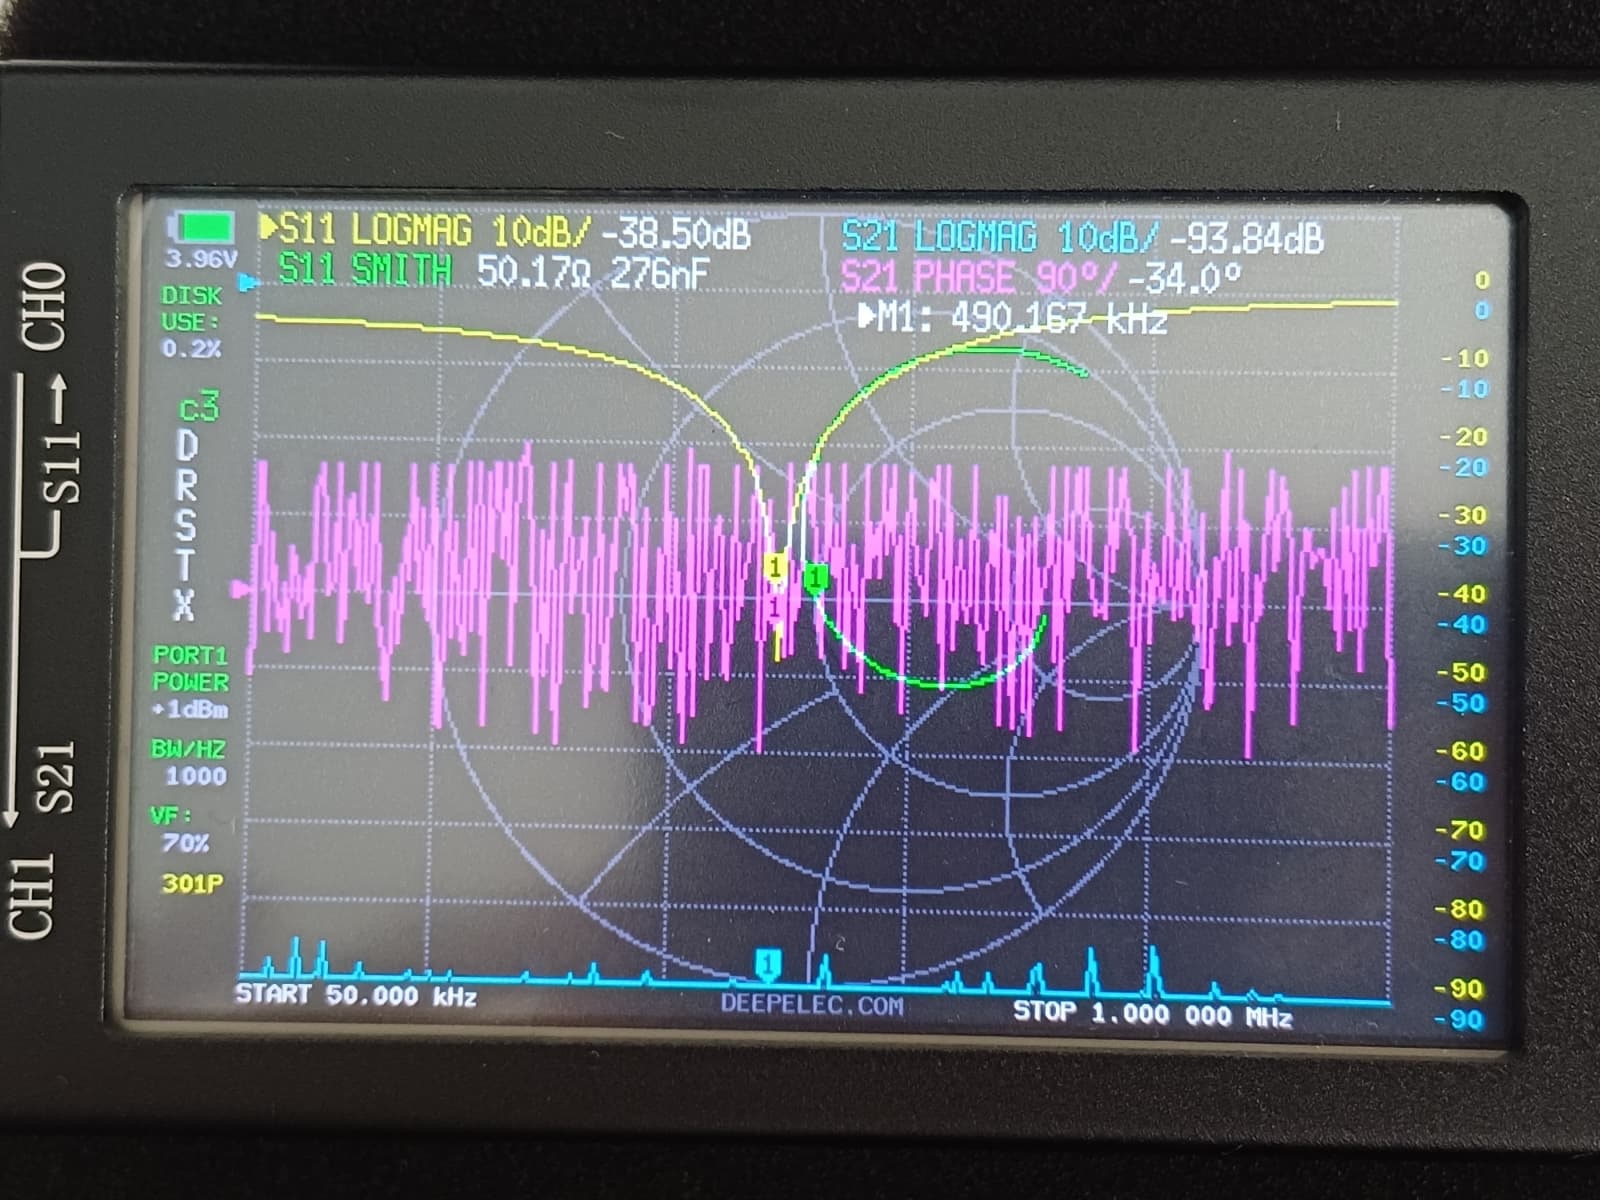 S11 LOGMAG 10dB/ -38.50dB
S21 LOGMAG 10dB/ -93.84dB
S11 SMITH 50.17Ω 276nF
S21 PHASE 90°/ -34.0°
M1: 490.167 kHz
3.96V
DISK
USE:
0.2%
c3
D
R
S
T
X
PORT1
POWER
+1dBm
BW/HZ
1000
VF:
70%
301P
CH0
S11
S21
CH1
1
1
1
1
0
0
-10
-10
-20
-20
-30
-30
-40
-40
-50
-50
-60
-60
-70
-70
-80
-80
-90
-90
START 50.000 kHz
DEEPELEC.COM
STOP 1.000 000 MHz